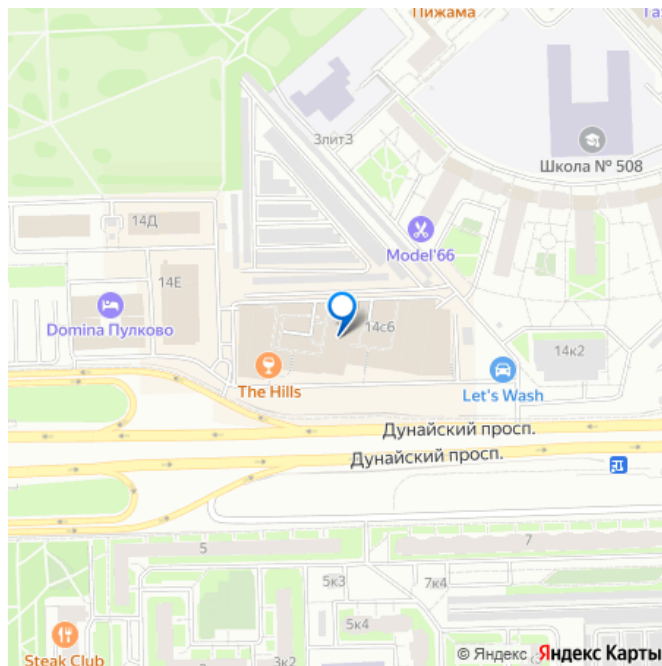 Пижама
Газ
3литЗ
Школа № 508
14Д
Model'66
14Е
Domina Пулково
14с6
14к2
The Hills
Let's Wash
Дунайский просп.
Дунайский просп.
5
7
5к3
7к4
3к2
Steak Club
© Яндекс Яндекс Карты